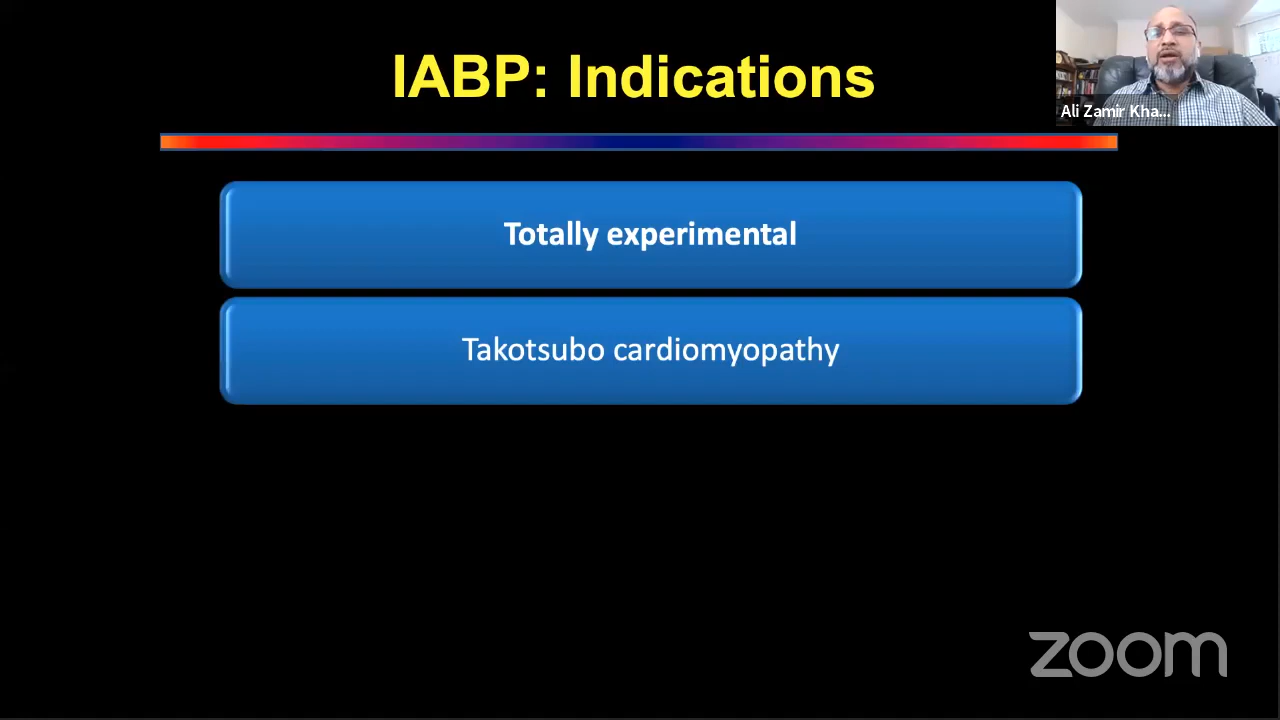 IABP: Indications
Ali Zamir Kha...
Totally experimental
Takotsubo cardiomyopathy
zoom